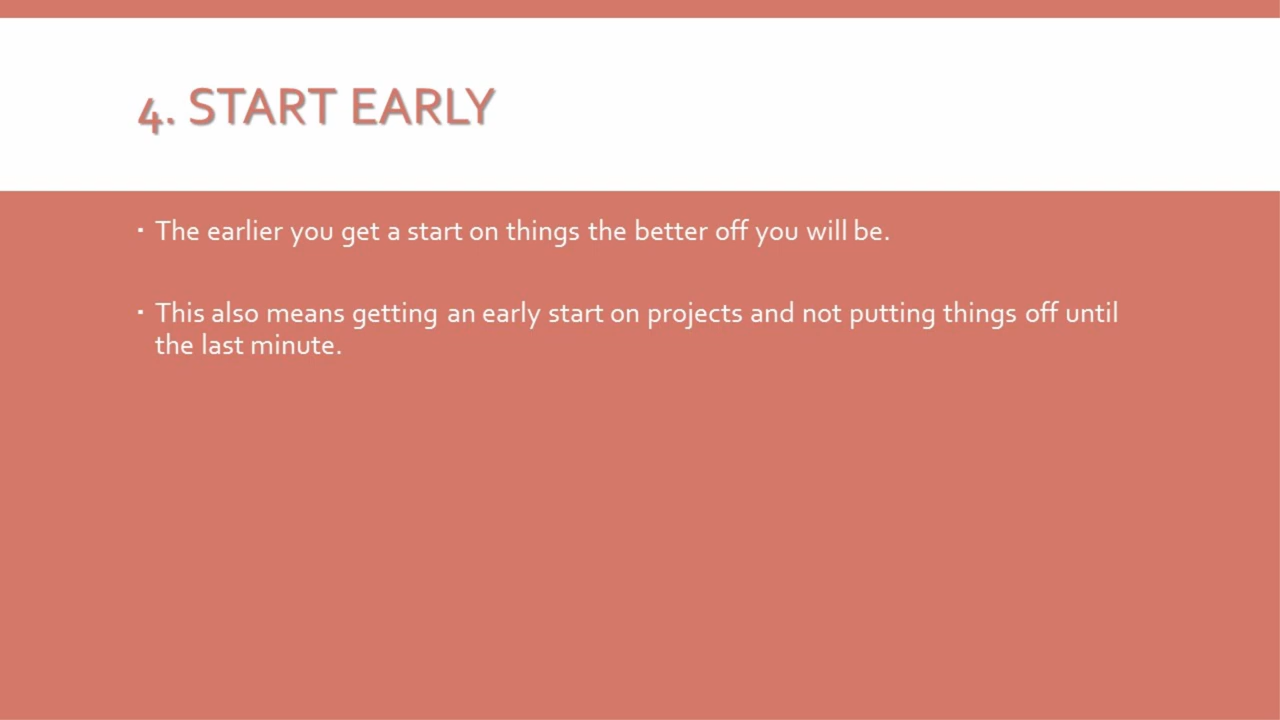 4. START EARLY
▪ The earlier you get a start on things the better off you will be.
▪ This also means getting an early start on projects and not putting things off until
the last minute.